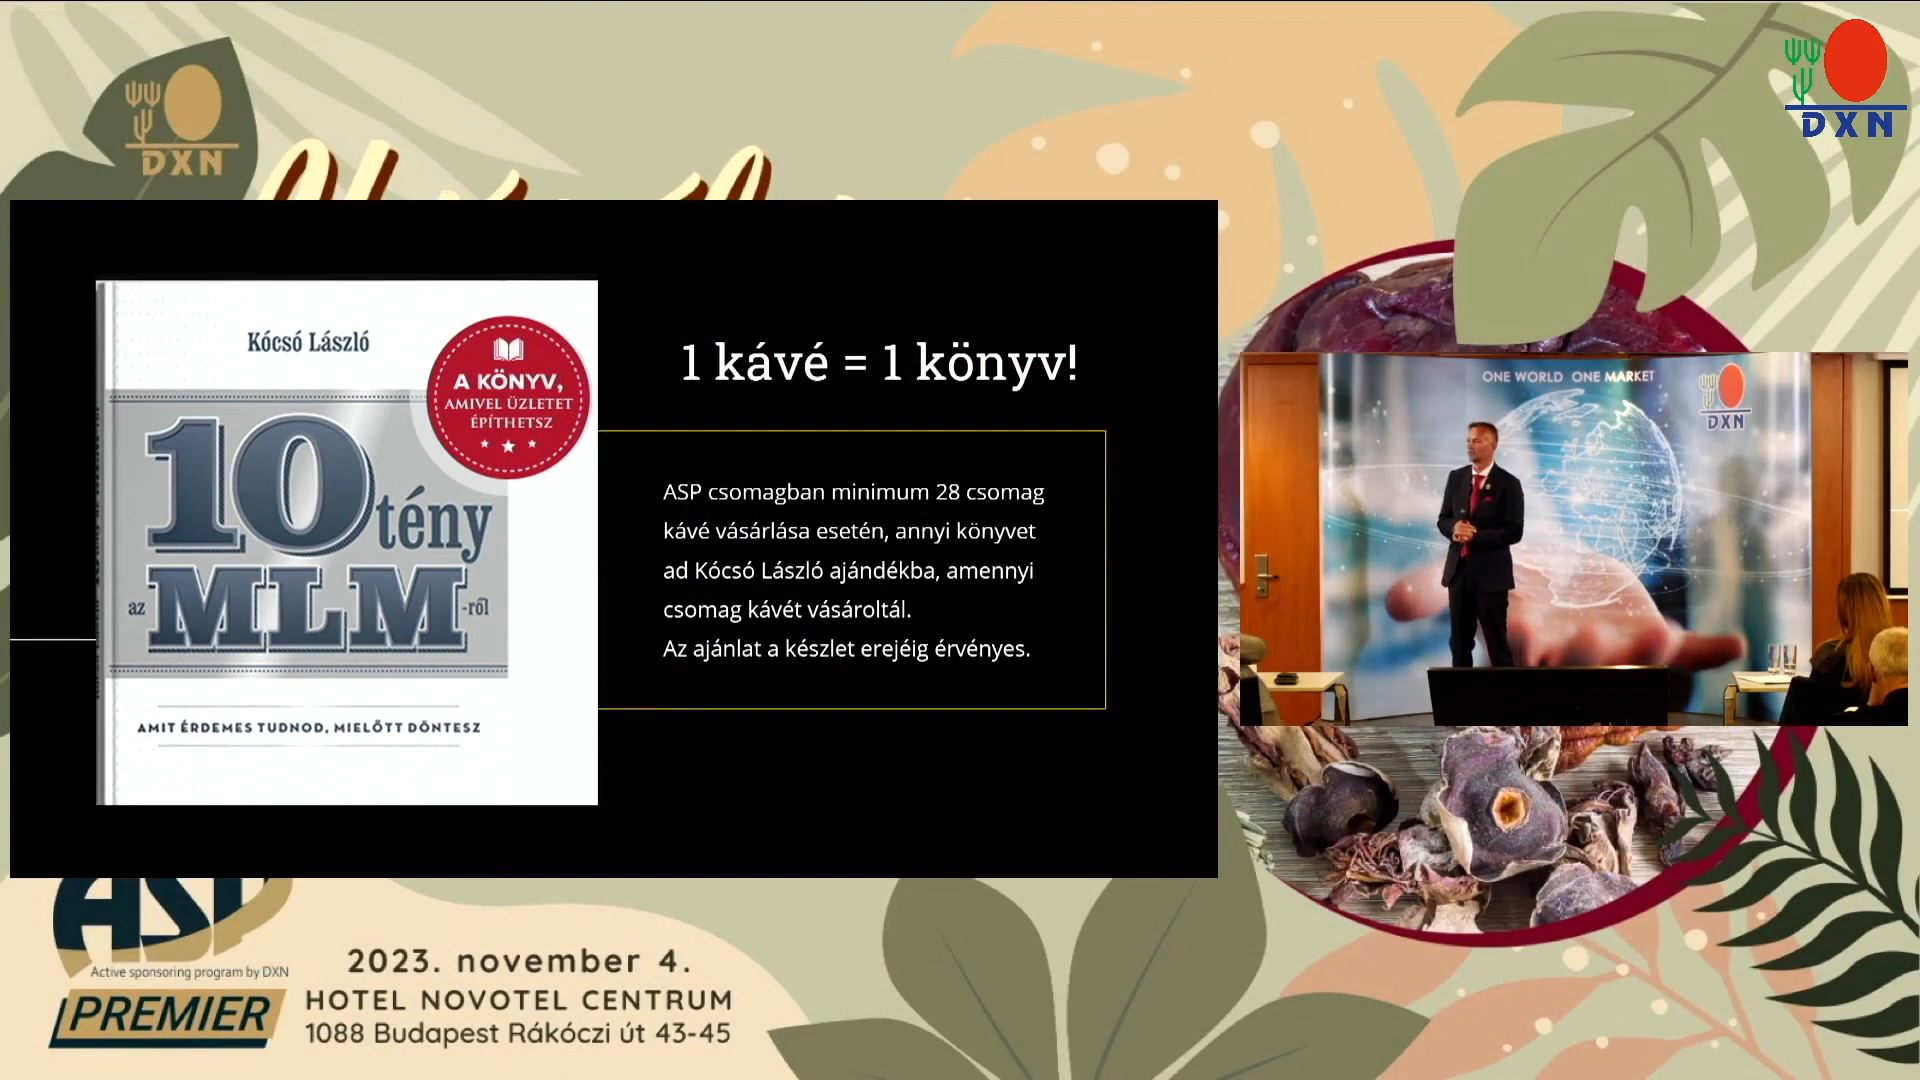 DXN
DXN
Kócsó László
A KÖNYV,
AMIVEL ÜZLETET
ÉPÍTHETSZ
10 tény
az MLM-ről
AMIT ÉRDEMES TUDNOD, MIELŐTT DÖNTESZ
1 kávé = 1 könyv!
ASP csomagban minimum 28 csomag
kávé vásárlása esetén, annyi könyvet
ad Kócsó László ajándékba, amennyi
csomag kávét vásároltál.
Az ajánlat a készlet erejéig érvényes.
ONE WORLD ONE MARKET
DXN
ASP
Active sponsoring program by DXN
PREMIER
2023. november 4.
HOTEL NOVOTEL CENTRUM
1088 Budapest Rákóczi út 43-45